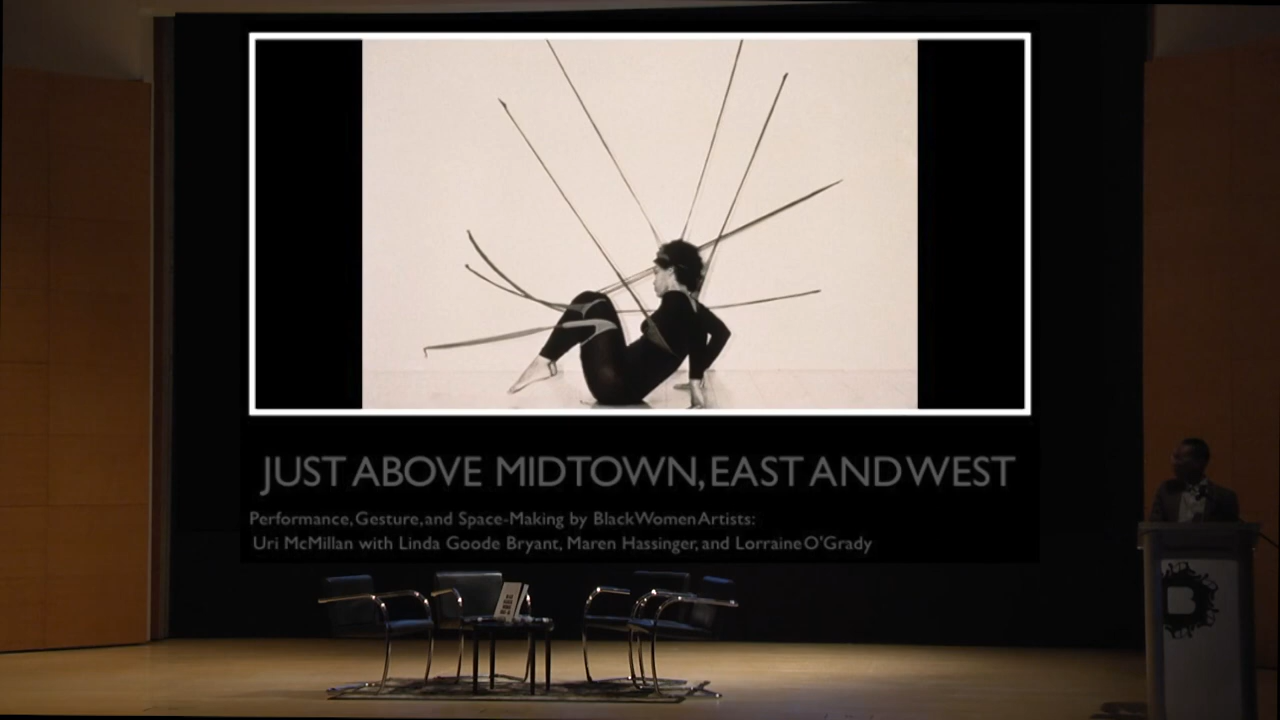 JUST ABOVE MIDTOWN, EAST AND WEST
Performance, Gesture, and Space-Making by Black Women Artists:
Uri McMillan with Linda Goode Bryant, Maren Hassinger, and Lorraine O'Grady
B